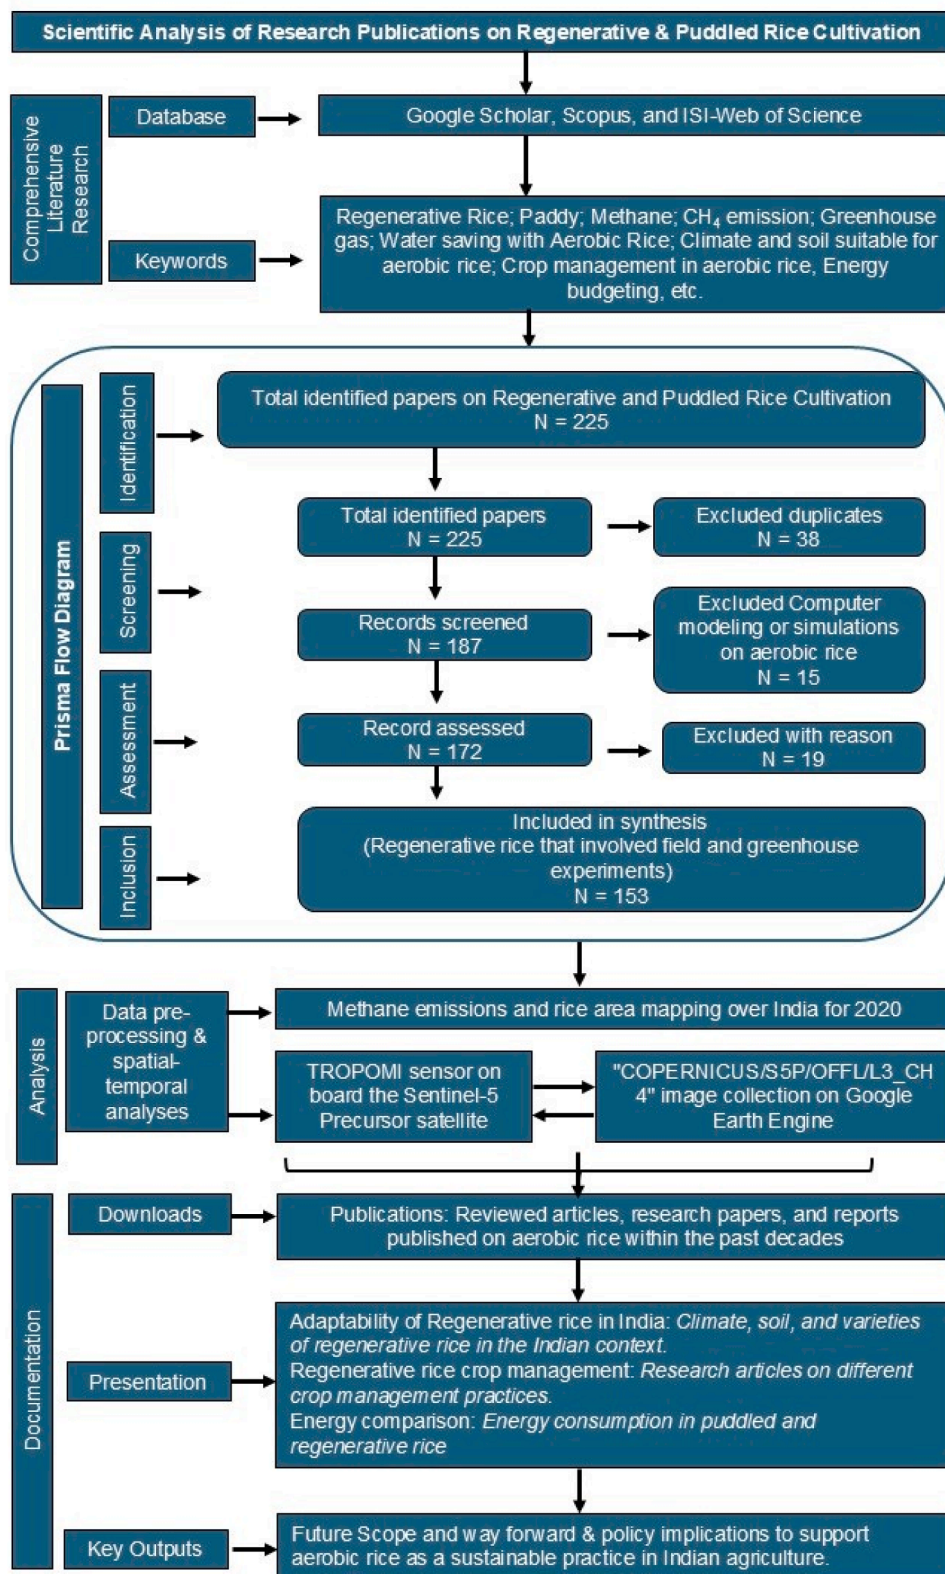 Scientific Analysis of Research Publications on Regenerative & Puddled Rice Cultivation
Comprehensive
Literature
Research
Database
Google Scholar, Scopus, and ISI-Web of Science
Keywords
Regenerative Rice; Paddy; Methane; CH₄ emission; Greenhouse
gas; Water saving with Aerobic Rice; Climate and soil suitable for
aerobic rice; Crop management in aerobic rice, Energy
budgeting, etc.
Prisma Flow Diagram
Identification
Total identified papers on Regenerative and Puddled Rice Cultivation
N = 225
Total identified papers
N = 225
Excluded duplicates
N = 38
Screening
Records screened
N = 187
Excluded Computer
modeling or simulations
on aerobic rice
N = 15
Assessment
Record assessed
N = 172
Excluded with reason
N = 19
Inclusion
Included in synthesis
(Regenerative rice that involved field and greenhouse
experiments)
N = 153
Analysis
Data pre-
processing &
spatial-
temporal
analyses
Methane emissions and rice area mapping over India for 2020
TROPOMI sensor on
board the Sentinel-5
Precursor satellite
"COPERNICUS/S5P/OFFL/L3_CH
4" image collection on Google
Earth Engine
Documentation
Downloads
Publications: Reviewed articles, research papers, and reports
published on aerobic rice within the past decades
Presentation
Adaptability of Regenerative rice in India: Climate, soil, and varieties
of regenerative rice in the Indian context.
Regenerative rice crop management: Research articles on different
crop management practices.
Energy comparison: Energy consumption in puddled and
regenerative rice
Key Outputs
Future Scope and way forward & policy implications to support
aerobic rice as a sustainable practice in Indian agriculture.